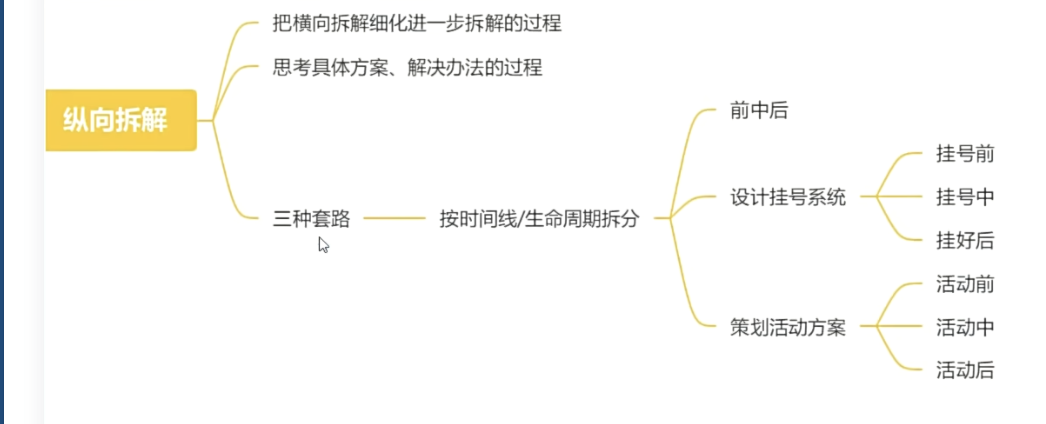 纵向拆解
把横向拆解细化进一步拆解的过程
思考具体方案、解决办法的过程
三种套路
按时间线/生命周期拆分
前中后
设计挂号系统
挂号前
挂号中
挂好后
策划活动方案
活动前
活动中
活动后